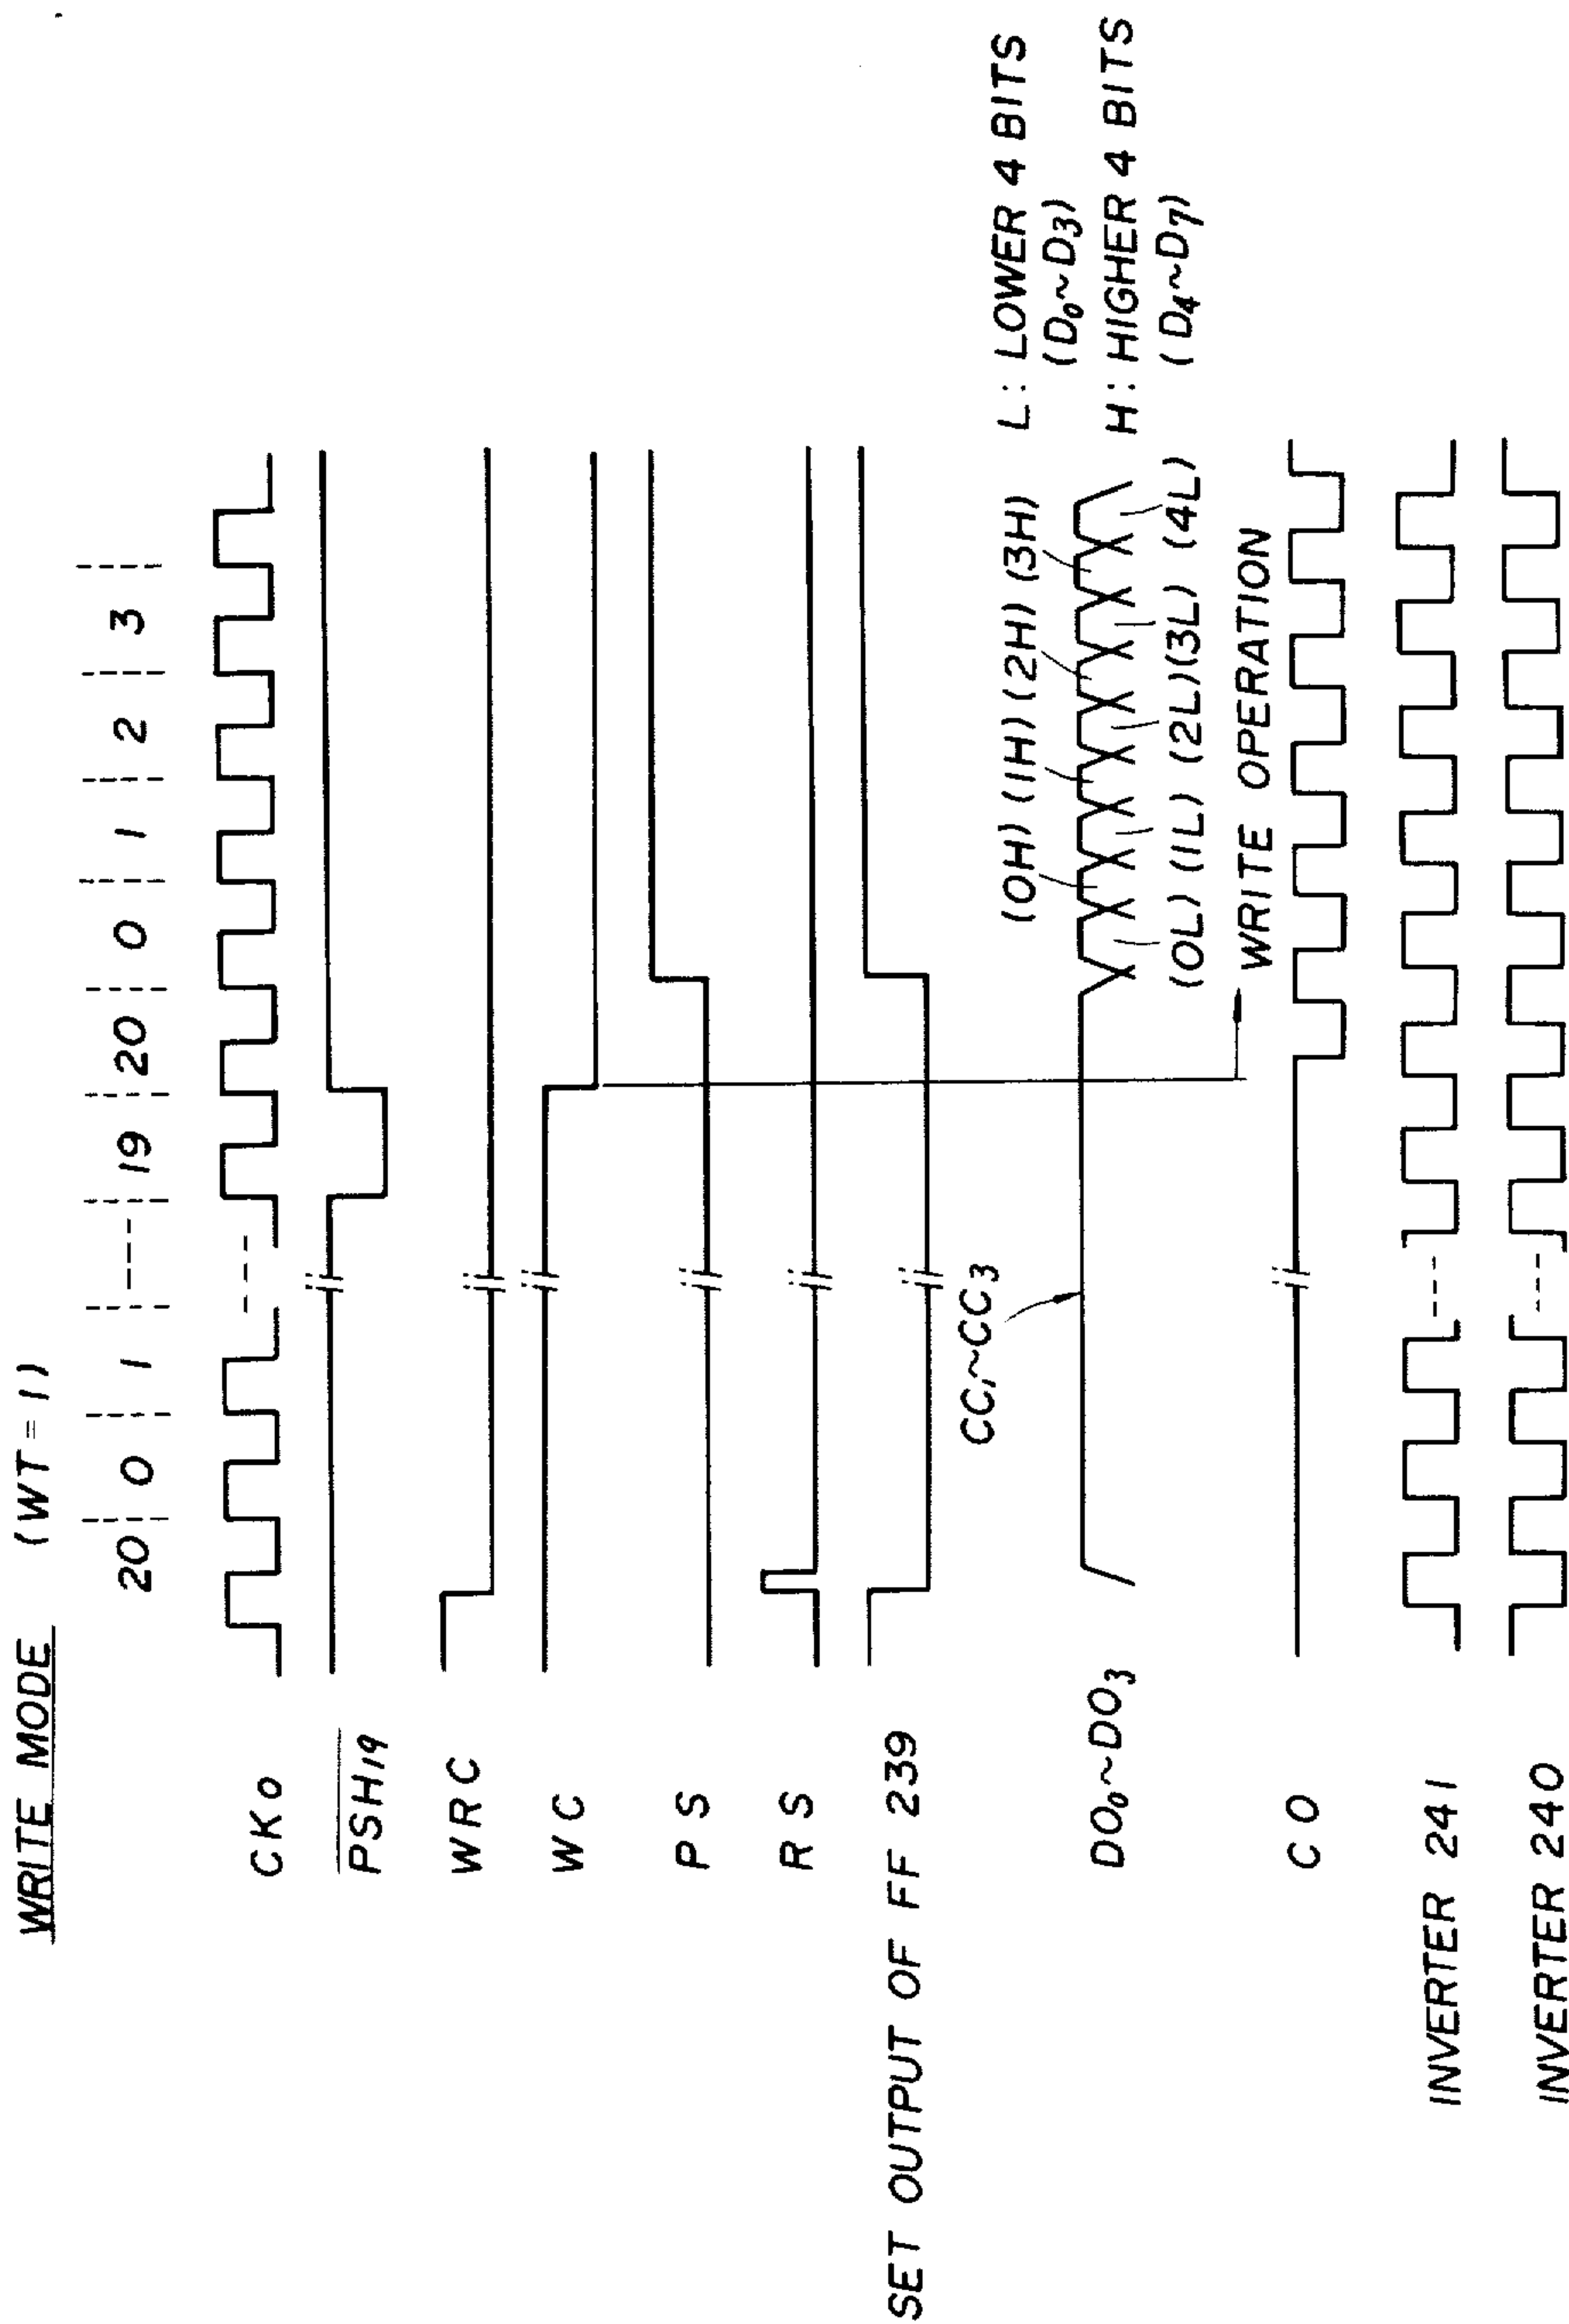 WRITE MODE (WT=1)
20 0 1 ---- 19 20 0 1 2 3
CK0
PSH19
WRC
WC
PS
RS
SET OUTPUT OF FF 239
CC1~CC3
DO0~DO3
(0H) (1H) (2H) (3H)
(0L) (1L) (2L) (3L) (4L)
L: LOWER 4 BITS
(D0~D3)
H: HIGHER 4 BITS
(D4~D7)
WRITE OPERATION
CO
INVERTER 241
INVERTER 240